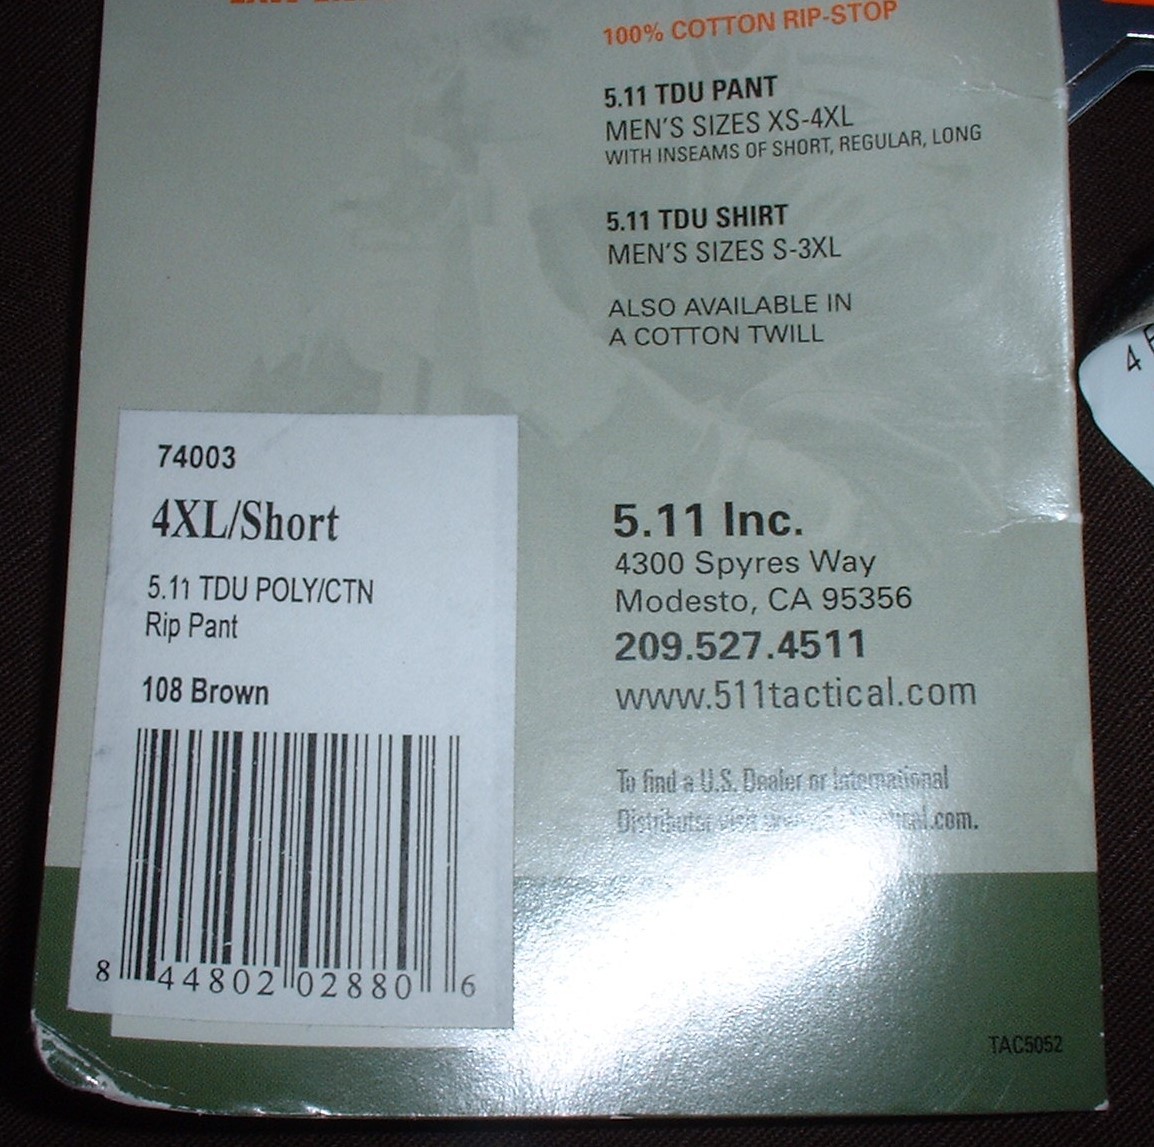 100% COTTON RIP-STOP
5.11 TDU PANT
MEN'S SIZES XS-4XL
WITH INSEAMS OF SHORT, REGULAR, LONG
5.11 TDU SHIRT
MEN'S SIZES S-3XL
ALSO AVAILABLE IN
A COTTON TWILL
4
74003
4XL/Short
5.11 TDU POLY/CTN
Rip Pant
108 Brown
8 44802 02880 6
5.11 Inc.
4300 Spyres Way
Modesto, CA 95356
209.527.4511
www.511tactical.com
To find a U.S. Dealer or International
Distributor visit
TAC5052